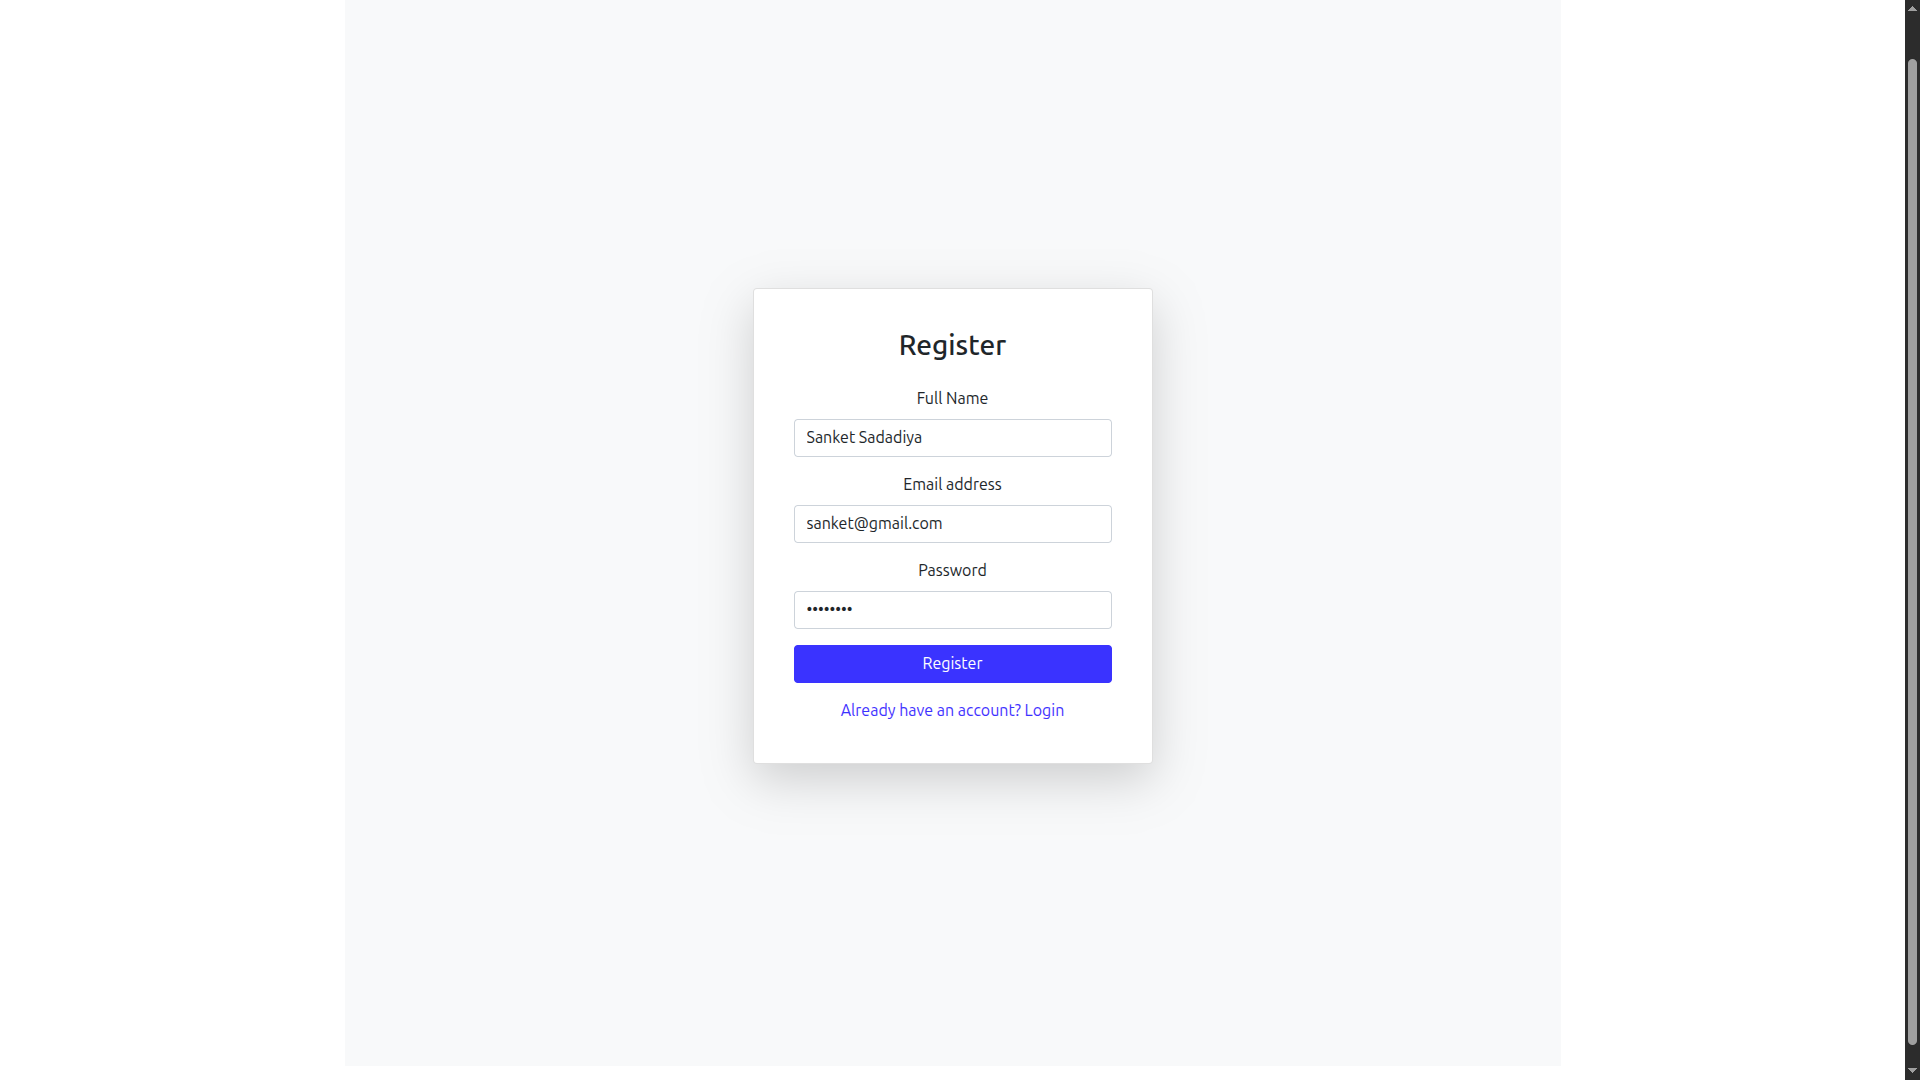 Register
Full Name
Sanket Sadadiya
Email address
sanket@gmail.com
Password
••••••••
Register
Already have an account? Login